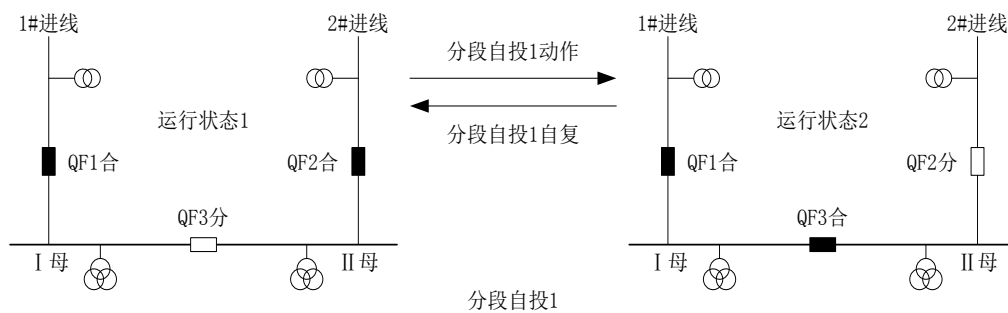 1#进线
2#进线
分段自投1动作
1#进线
2#进线
运行状态1
分段自投1自复
运行状态2
QF1合
QF2合
QF1合
QF2分
QF3分
QF3合
Ⅰ母
Ⅱ母
Ⅰ母
Ⅱ母
分段自投1